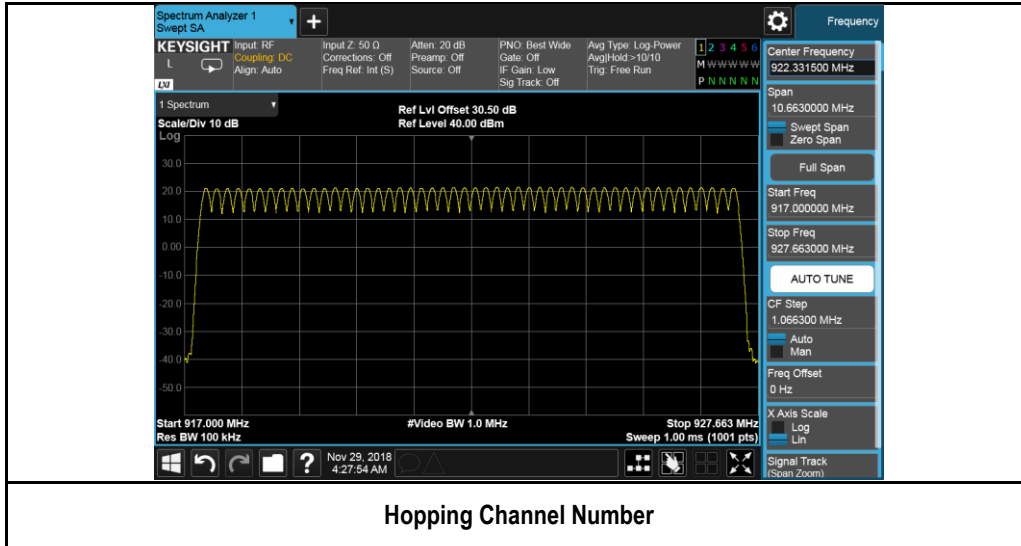 Spectrum Analyzer 1
Swept SA
+
Frequency
KEYSIGHT
L
LXI
Input: RF
Coupling: DC
Align: Auto
Input Z: 50 Ω
Corrections: Off
Freq Ref: Int (S)
Atten: 20 dB
Preamp: Off
Source: Off
PNO: Best Wide
Gate: Off
IF Gain: Low
Sig Track: Off
Avg Type: Log-Power
Avg|Hold:>10/10
Trig: Free Run
1 2 3 4 5 6
M W W W W W
P N N N N N
1 Spectrum
Scale/Div 10 dB
Ref Lvl Offset 30.50 dB
Ref Level 40.00 dBm
Log
30.0
20.0
10.0
0.00
-10.0
-20.0
-30.0
-40.0
-50.0
Start 917.000 MHz
#Video BW 1.0 MHz
Stop 927.663 MHz
Res BW 100 kHz
Sweep 1.00 ms (1001 pts)
Center Frequency
922.331500 MHz
Span
10.6630000 MHz
Swept Span
Zero Span
Full Span
Start Freq
917.000000 MHz
Stop Freq
927.663000 MHz
AUTO TUNE
CF Step
1.066300 MHz
Auto
Man
Freq Offset
0 Hz
X Axis Scale
Log
Lin
Signal Track
(Span Zoom)
?
Nov 29, 2018
4:27:54 AM
Hopping Channel Number